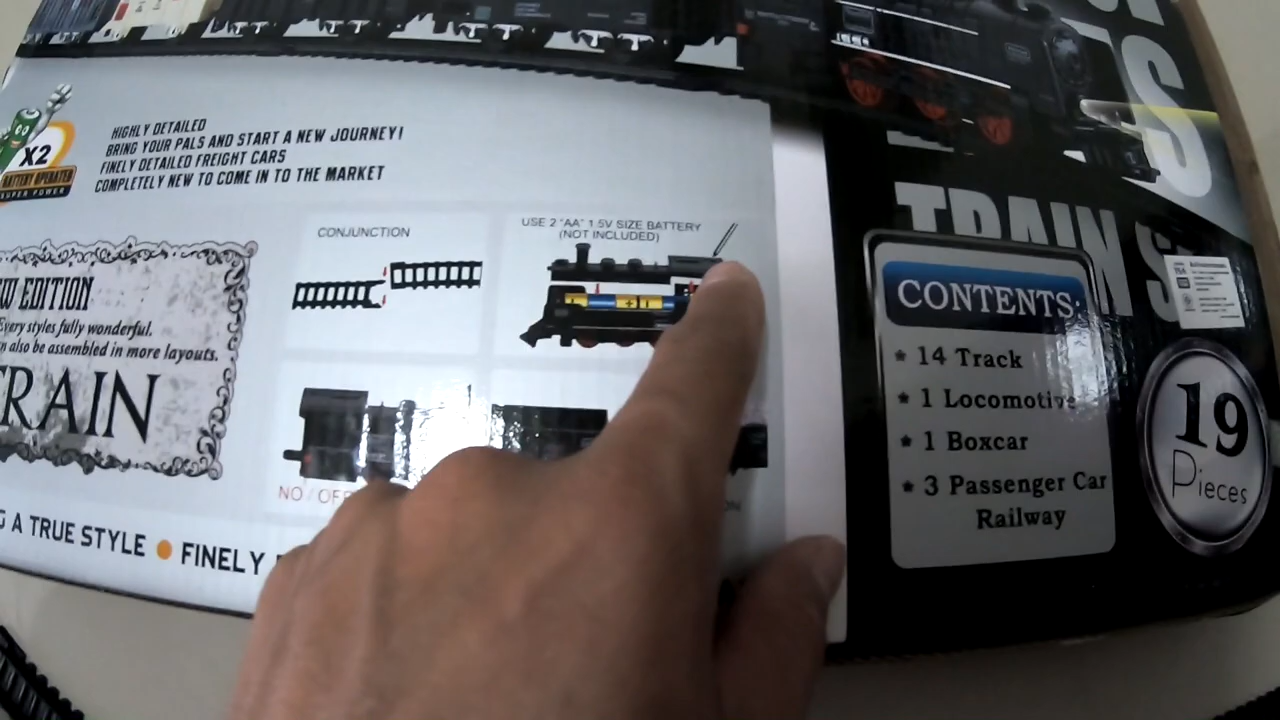 X2
BATTERY OPERATED
SUPER POWER
HIGHLY DETAILED
BRING YOUR PALS AND START A NEW JOURNEY!
FINELY DETAILED FREIGHT CARS
COMPLETELY NEW TO COME IN TO THE MARKET
CONJUNCTION
USE 2 "AA" 1.5V SIZE BATTERY
(NOT INCLUDED)
EDITION
Every styles fully wonderful.
also be assembled in more layouts.
TRAIN
NO / OFF
A TRUE STYLE ● FINELY
TRAIN S
CONTENTS:
* 14 Track
* 1 Locomotive
* 1 Boxcar
* 3 Passenger Car
Railway
19
Pieces